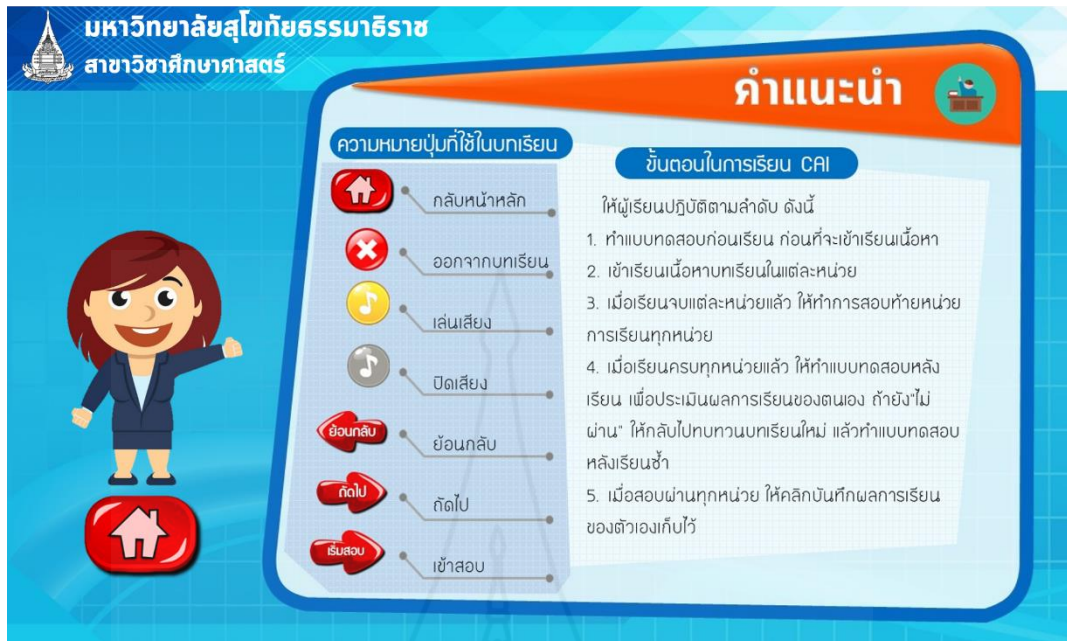 มหาวิทยาลัยสุโขทัยธรรมาธิราช
สาขาวิชาศึกษาศาสตร์
คำแนะนำ
ความหมายปุ่มที่ใช้ในบทเรียน
กลับหน้าหลัก
ออกจากบทเรียน
เล่นเสียง
ปิดเสียง
ย้อนกลับ
ย้อนกลับ
ถัดไป
ถัดไป
เริ่มสอบ
เข้าสอบ
ขั้นตอนในการเรียน CAI
ให้ผู้เรียนปฎิบัติตามลำดับ ดังนี้
1. ทำแบบทดสอบก่อนเรียน ก่อนที่จะเข้าเรียนเนื้อหา
2. เข้าเรียนเนื้อหาบทเรียนในแต่ละหน่วย
3. เมื่อเรียนจบแต่ละหน่วยแล้ว ให้ทำการสอบท้ายหน่วย
การเรียนทุกหน่วย
4. เมื่อเรียนครบทุกหน่วยแล้ว ให้ทำแบบทดสอบหลัง
เรียน เพื่อประเมินผลการเรียนของตนเอง ถ้ายัง"ไม่
ผ่าน" ให้กลับไปทบทวนบทเรียนใหม่ แล้วทำแบบทดสอบ
หลังเรียนซ้ำ
5. เมื่อสอบผ่านทุกหน่วย ให้คลิกบันทึกผลการเรียน
ของตัวเองเก็บไว้